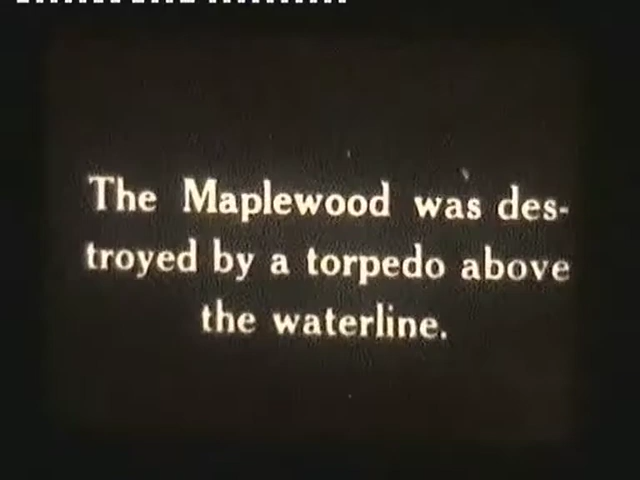 The Maplewood was des-
troyed by a torpedo above
the waterline.